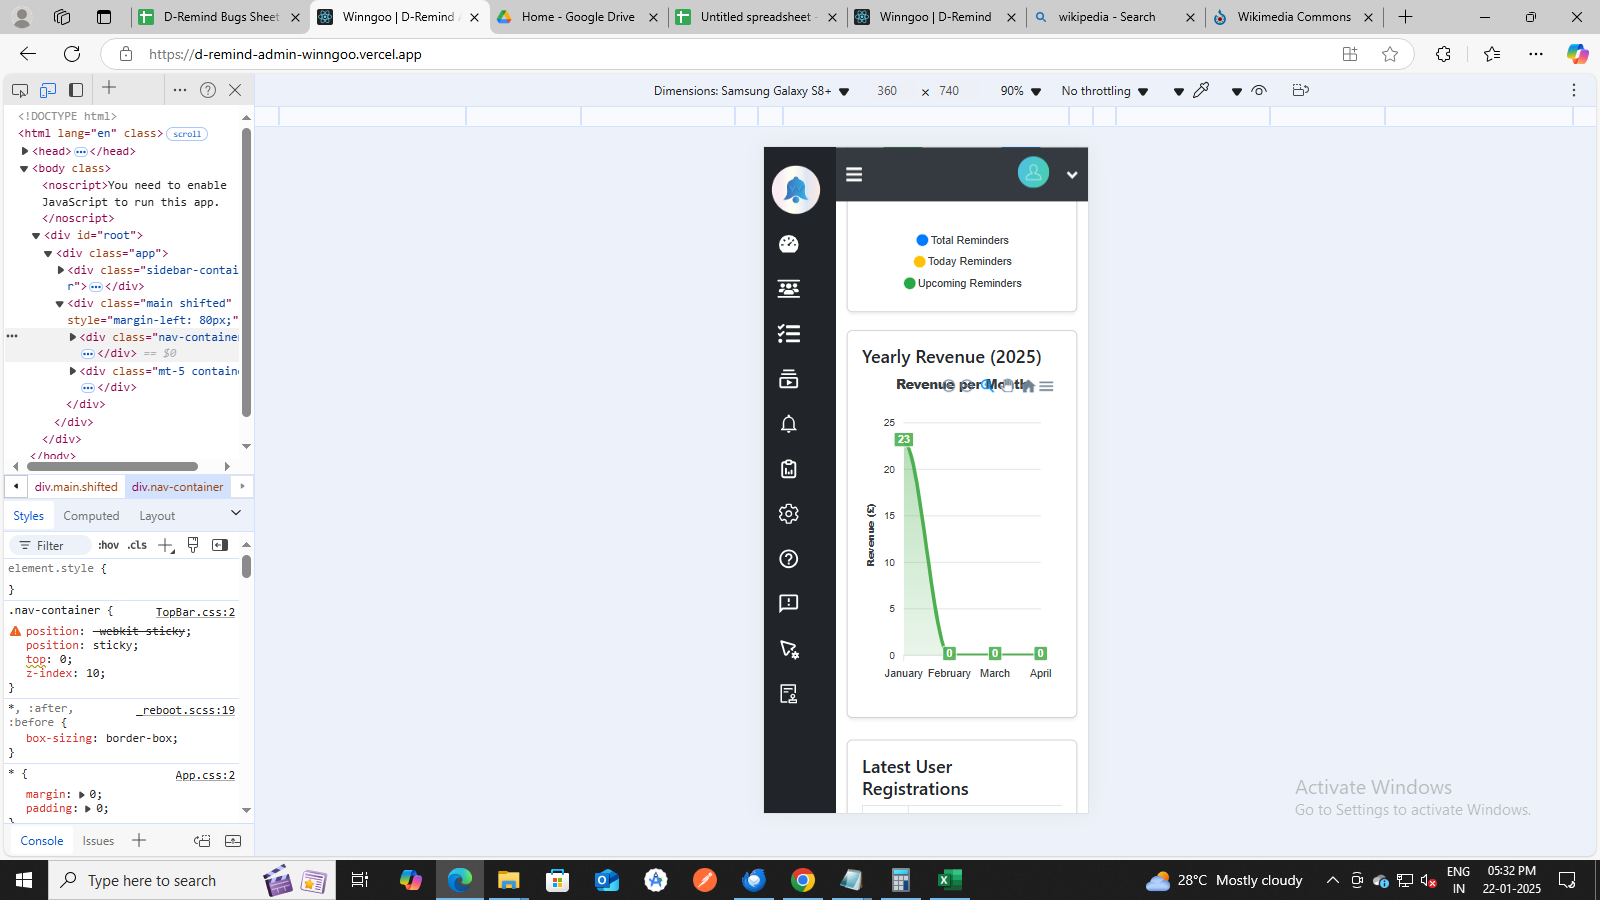 D-Remind Bugs Sheet
Winngoo | D-Remind A
Home - Google Drive
Untitled spreadsheet -
Winngoo | D-Remind
wikipedia - Search
Wikimedia Commons
https://d-remind-admin-winngoo.vercel.app
Dimensions: Samsung Galaxy S8+
360
x
740
90%
No throttling
<!DOCTYPE html>
<html lang="en" class>
scroll
<head>
</head>
<body class>
<noscript>You need to enable
JavaScript to run this app.
</noscript>
<div id="root">
<div class="app">
<div class="sidebar-contai
r">
</div>
<div class="main shifted"
style="margin-left: 80px;"
<div class="nav-container
</div> == $0
<div class="mt-5 contain
</div>
</div>
</div>
</div>
</body>
div.main.shifted
div.nav-container
Styles
Computed
Layout
Filter
:hov
.cls
element.style {
}
.nav-container {
TopBar.css:2
position: -webkit-sticky;
position: sticky;
top: 0;
z-index: 10;
}
*, :after,
_reboot.scss:19
:before {
box-sizing: border-box;
}
* {
App.css:2
margin: 0;
padding: 0;
}
Console
Issues
Total Reminders
Today Reminders
Upcoming Reminders
Yearly Revenue (2025)
Revenue per Month
Revenue (£)
25
23
20
15
10
5
0
0
0
0
January
February
March
April
Latest User
Registrations
Activate Windows
Go to Settings to activate Windows.
Type here to search
28°C Mostly cloudy
ENG
IN
05:32 PM
22-01-2025